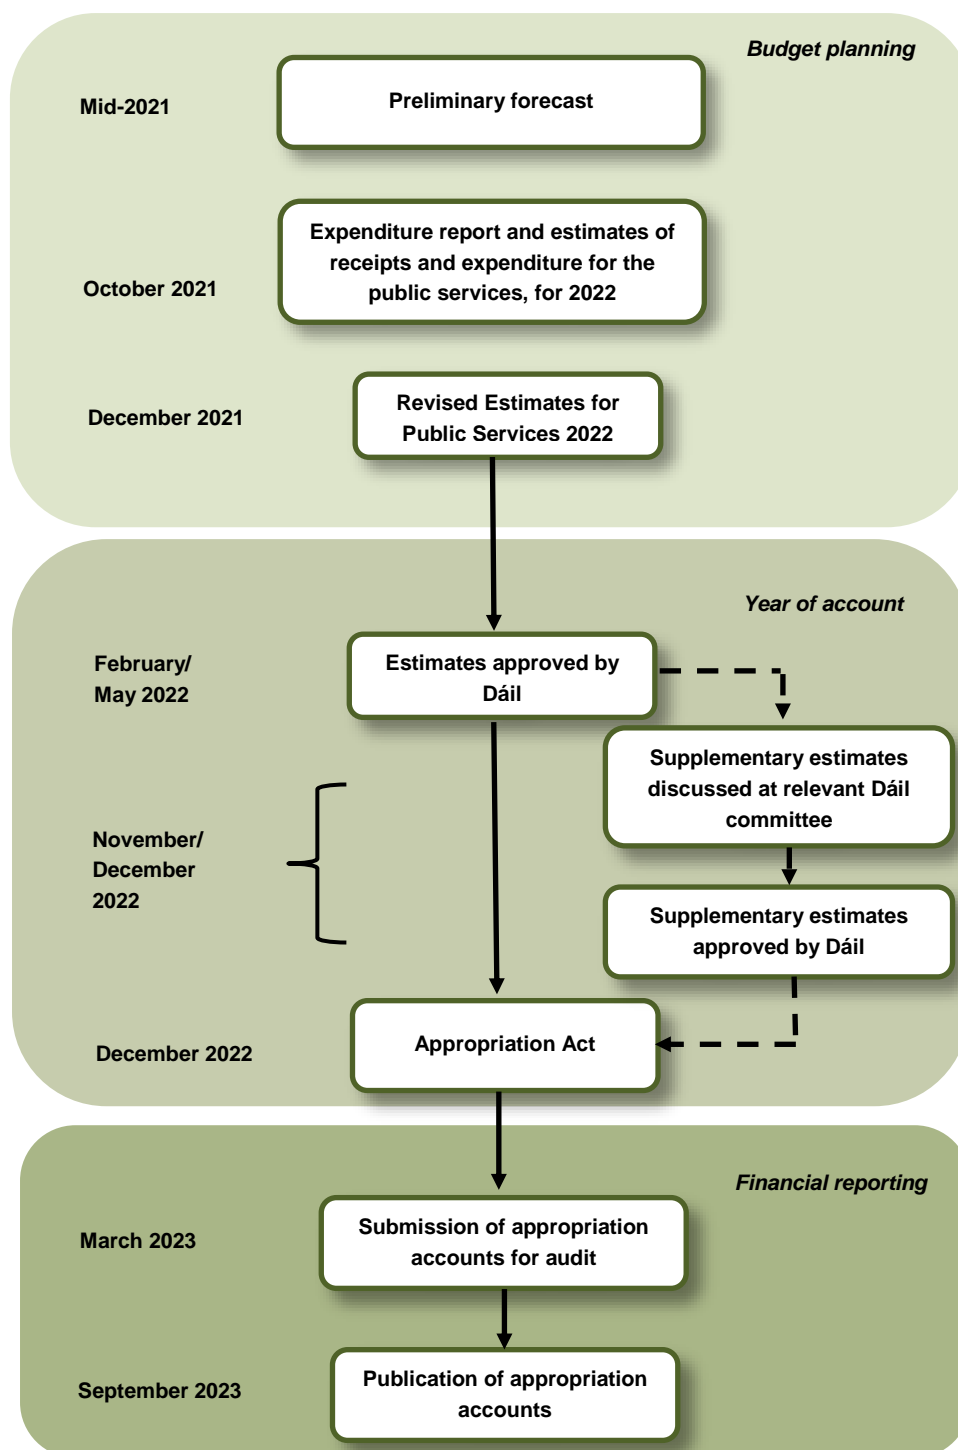 Budget planning
Mid-2021
Preliminary forecast
October 2021
Expenditure report and estimates of
receipts and expenditure for the
public services, for 2022
December 2021
Revised Estimates for
Public Services 2022
Year of account
February/
May 2022
Estimates approved by
Dáil
Supplementary estimates
discussed at relevant Dáil
committee
November/
December
2022
Supplementary estimates
approved by Dáil
December 2022
Appropriation Act
Financial reporting
March 2023
Submission of appropriation
accounts for audit
September 2023
Publication of appropriation
accounts